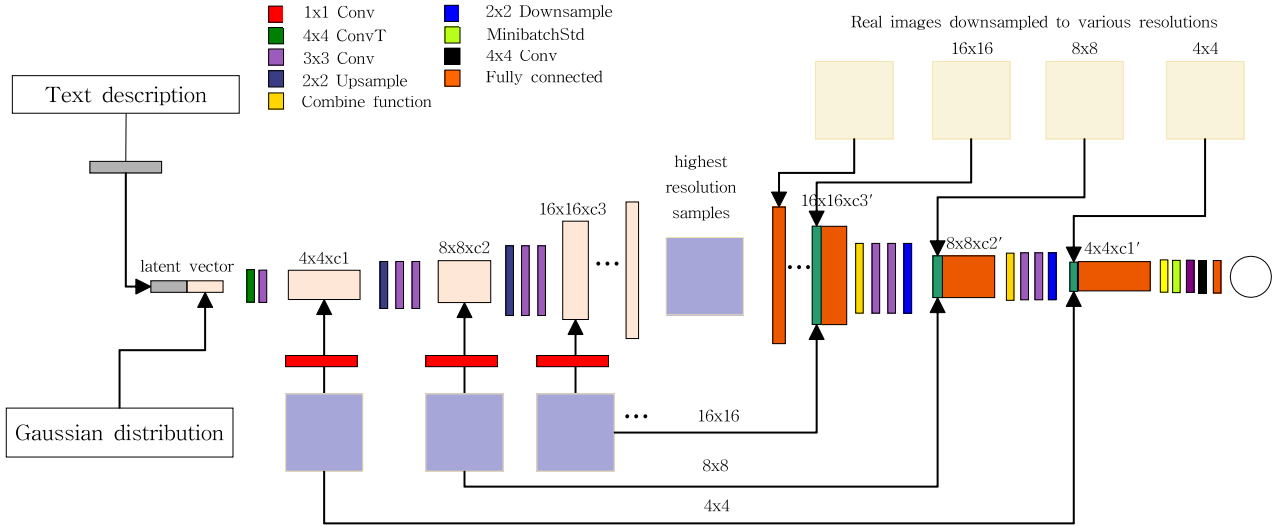 1x1 Conv
4x4 ConvT
3x3 Conv
2x2 Upsample
Combine function
2x2 Downsample
MinibatchStd
4x4 Conv
Fully connected
Real images downsampled to various resolutions
16x16
8x8
4x4
Text description
latent vector
Gaussian distribution
4x4xc1
8x8xc2
16x16xc3
highest
resolution
samples
16x16xc3'
8x8xc2'
4x4xc1'
16x16
8x8
4x4